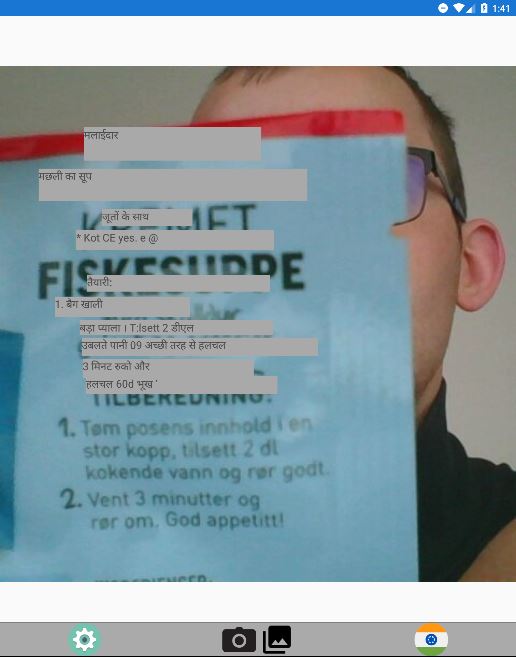 1:41
मलाईदार
मछली का सूप
KREMET
जूतों के साथ
* Kot CE yes. e @
FISKESUPPE
तैयारी:
1. बैग खाली
बड़ा प्याला । T:lsett 2 डीएल
उबलते पानी 09 अच्छी तरह से हलचल
3 मिनट रुको और
हलचल 60d भूख '
TILBEREDNING:
1. Tøm posens innhold i en
stor kopp, tilsett 2 dl
kokende vann og rør godt.
2. Vent 3 minutter og
rør om. God appetitt!
INGREDIENSER: